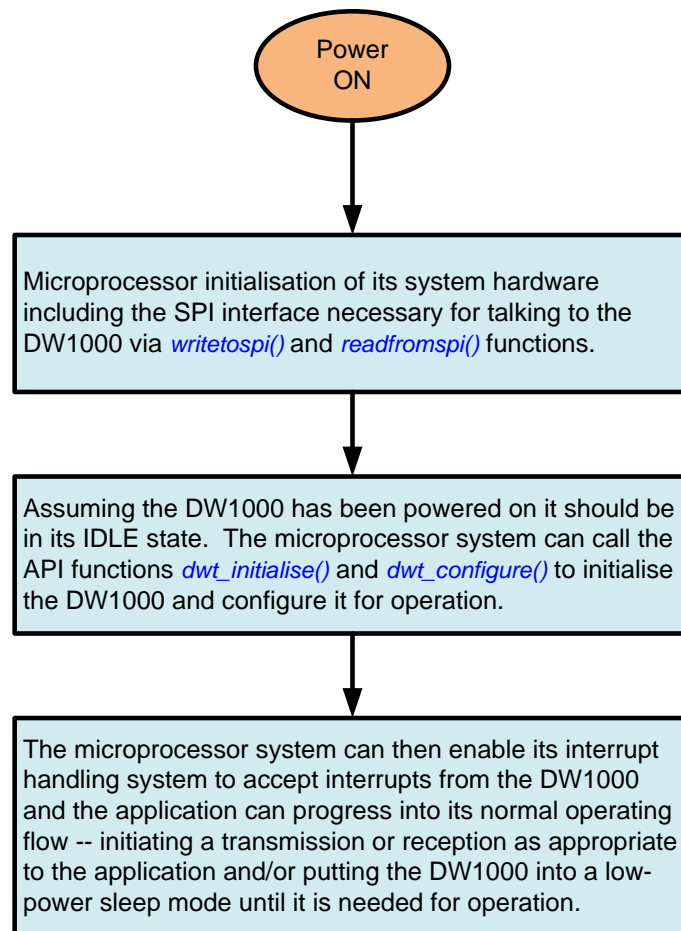 Power
ON
Microprocessor initialisation of its system hardware
including the SPI interface necessary for talking to the
DW1000 via writetospi() and readfromspi() functions.
Assuming the DW1000 has been powered on it should be
in its IDLE state.  The microprocessor system can call the
API functions dwt_initialise() and dwt_configure() to initialise
the DW1000 and configure it for operation.
The microprocessor system can then enable its interrupt
handling system to accept interrupts from the DW1000
and the application can progress into its normal operating
flow -- initiating a transmission or reception as appropriate
to the application and/or putting the DW1000 into a low-
power sleep mode until it is needed for operation.